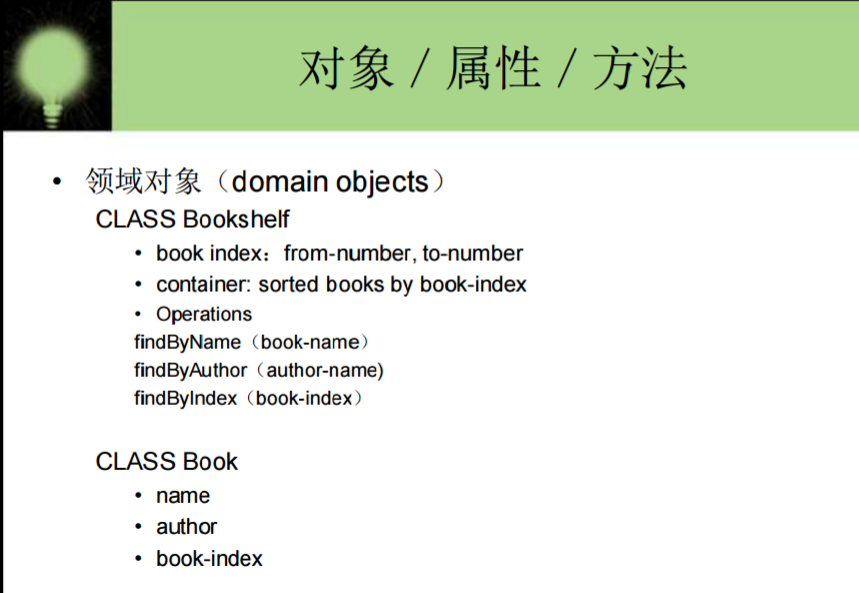 对象／属性／方法
• 领域对象（domain objects）
CLASS Bookshelf
• book index：from-number, to-number
• container: sorted books by book-index
• Operations
findByName（book-name）
findByAuthor（author-name)
findByIndex（book-index）
CLASS Book
• name
• author
• book-index